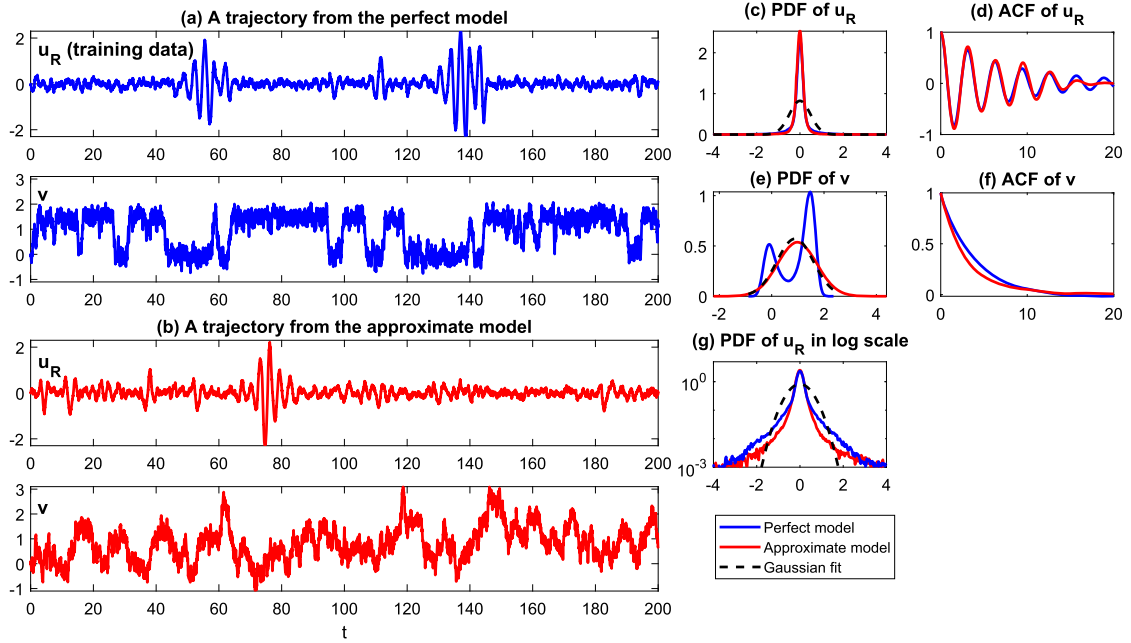 (a) A trajectory from the perfect model
u_R (training data)
2
0
-2
0 20 40 60 80 100 120 140 160 180 200
v
3
2
1
0
-1
0 20 40 60 80 100 120 140 160 180 200
(b) A trajectory from the approximate model
u_R
2
0
-2
0 20 40 60 80 100 120 140 160 180 200
v
3
2
1
0
-1
0 20 40 60 80 100 120 140 160 180 200
t
(c) PDF of u_R
2
1
0
-4 -2 0 2 4
(d) ACF of u_R
1
0
-1
0 10 20
(e) PDF of v
1
0.5
0
-2 0 2 4
(f) ACF of v
1
0.5
0
0 10 20
(g) PDF of u_R in log scale
10^0
10^-3
-4 -2 0 2 4
Perfect model
Approximate model
Gaussian fit